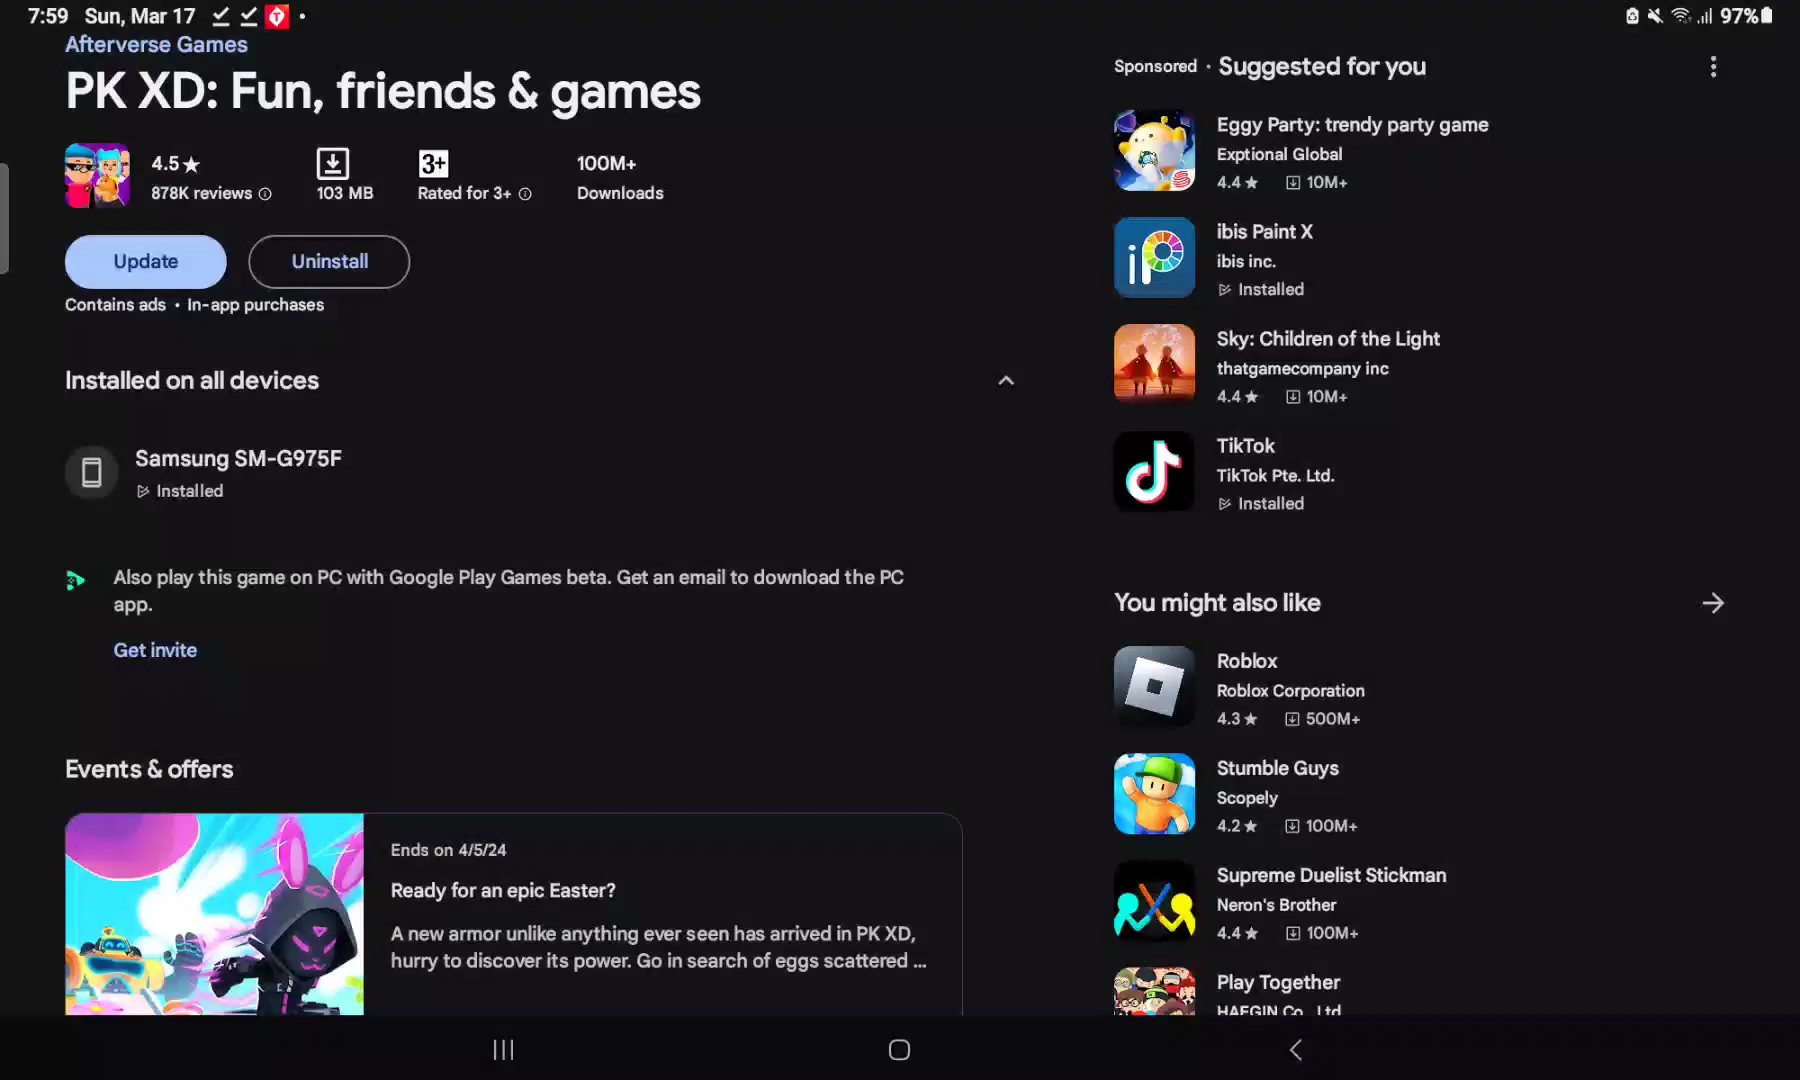 7:59 Sun, Mar 17 97%
Afterverse Games
PK XD: Fun, friends & games
4.5★
878K reviews
103 MB
3+
Rated for 3+
100M+
Downloads
Update
Uninstall
Contains ads • In-app purchases
Installed on all devices
Samsung SM-G975F
Installed
Also play this game on PC with Google Play Games beta. Get an email to download the PC
app.
Get invite
Events & offers
Ends on 4/5/24
Ready for an epic Easter?
A new armor unlike anything ever seen has arrived in PK XD,
hurry to discover its power. Go in search of eggs scattered ...
Sponsored • Suggested for you
Eggy Party: trendy party game
Exptional Global
4.4★ 10M+
iP
ibis Paint X
ibis inc.
Installed
Sky: Children of the Light
thatgamecompany inc
4.4★ 10M+
TikTok
TikTok Pte. Ltd.
Installed
You might also like
Roblox
Roblox Corporation
4.3★ 500M+
Stumble Guys
Scopely
4.2★ 100M+
Supreme Duelist Stickman
Neron's Brother
4.4★ 100M+
Play Together
HAEGIN Co., Ltd.